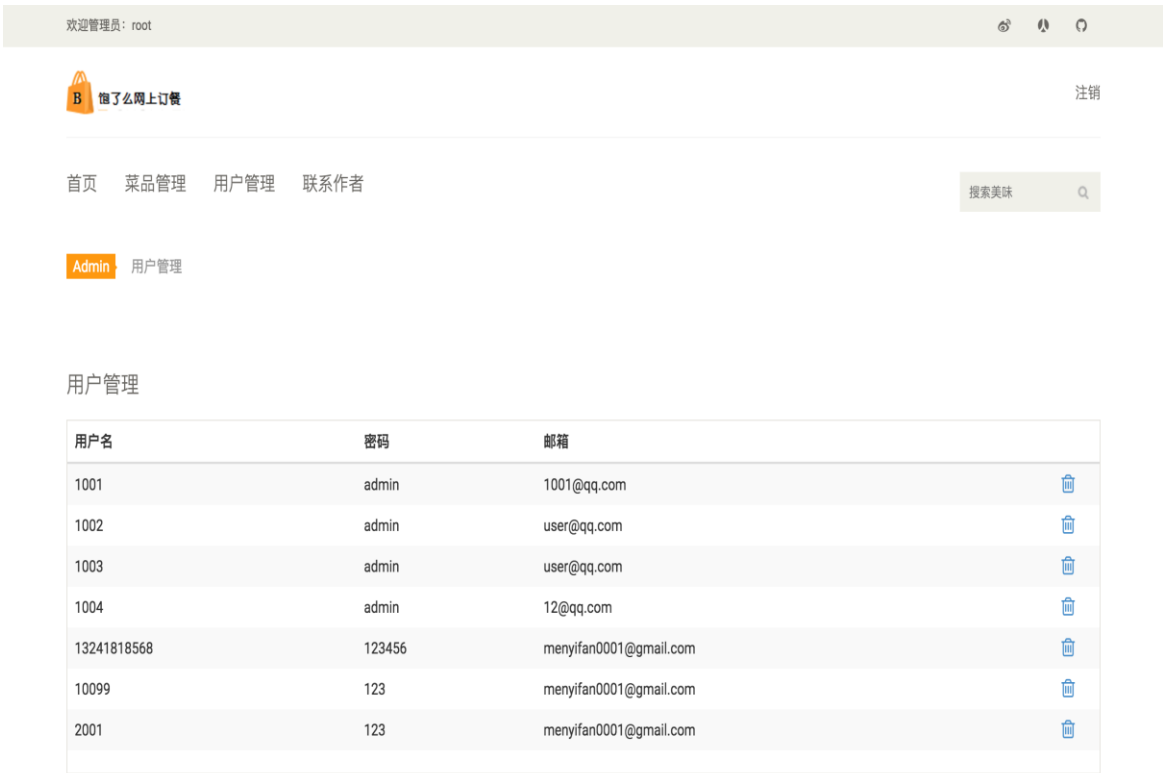 欢迎管理员：root
B 饱了么网上订餐
注销
首页 菜品管理 用户管理 联系作者
搜索美味
Admin 用户管理
用户管理
用户名 密码 邮箱
1001 admin 1001@qq.com
1002 admin user@qq.com
1003 admin user@qq.com
1004 admin 12@qq.com
13241818568 123456 menyifan0001@gmail.com
10099 123 menyifan0001@gmail.com
2001 123 menyifan0001@gmail.com